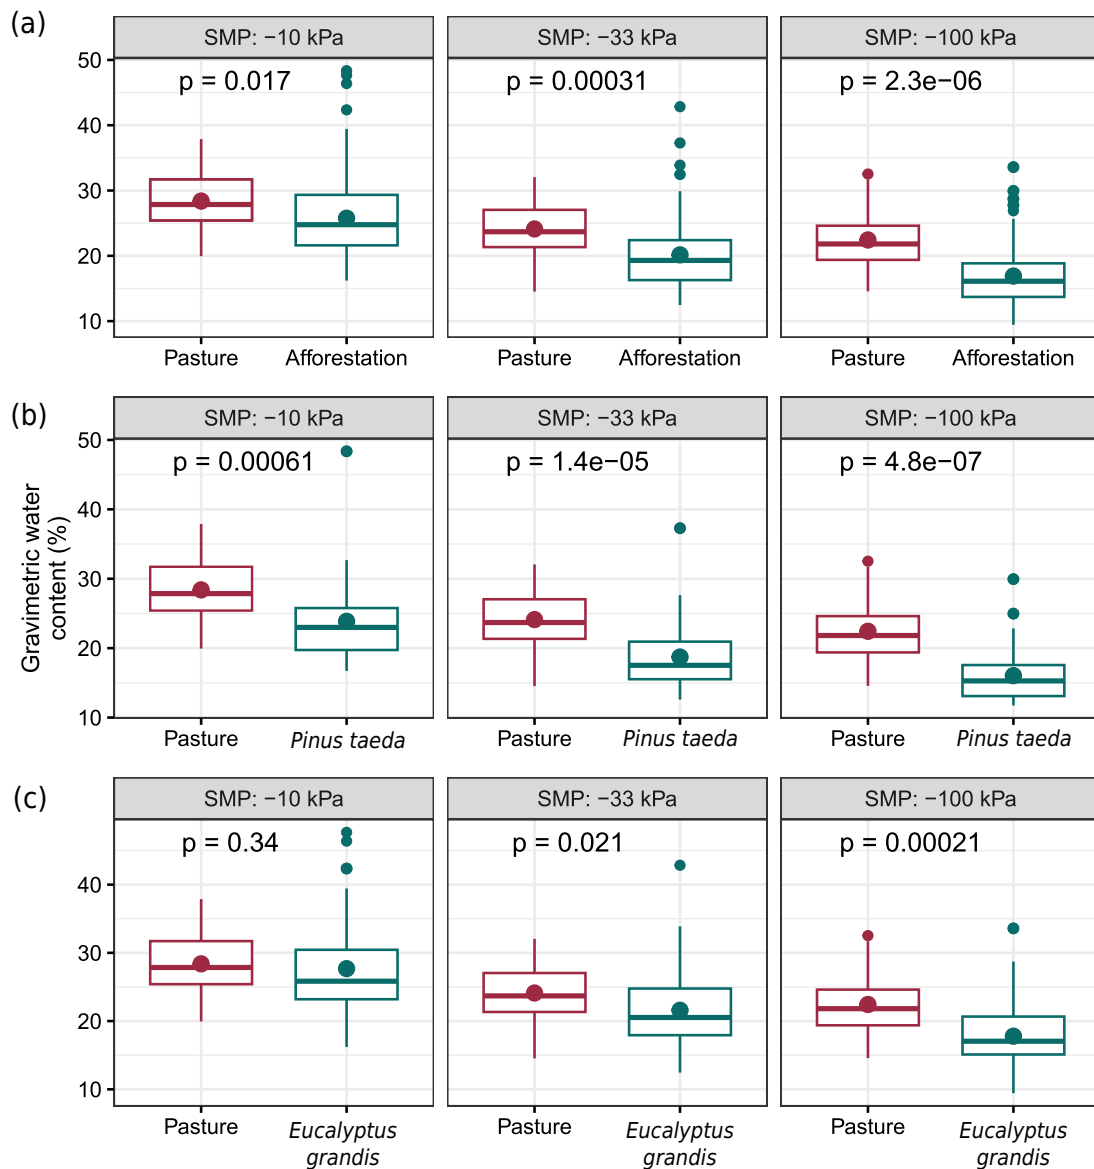 (a)
SMP: −10 kPa
SMP: −33 kPa
SMP: −100 kPa
p = 0.017
p = 0.00031
p = 2.3e−06
50
40
30
20
10
Pasture
Afforestation
Pasture
Afforestation
Pasture
Afforestation
(b)
SMP: −10 kPa
SMP: −33 kPa
SMP: −100 kPa
p = 0.00061
p = 1.4e−05
p = 4.8e−07
Gravimetric water
content (%)
50
40
30
20
10
Pasture
Pinus taeda
Pasture
Pinus taeda
Pasture
Pinus taeda
(c)
SMP: −10 kPa
SMP: −33 kPa
SMP: −100 kPa
p = 0.34
p = 0.021
p = 0.00021
40
30
20
10
Pasture
Eucalyptus
grandis
Pasture
Eucalyptus
grandis
Pasture
Eucalyptus
grandis